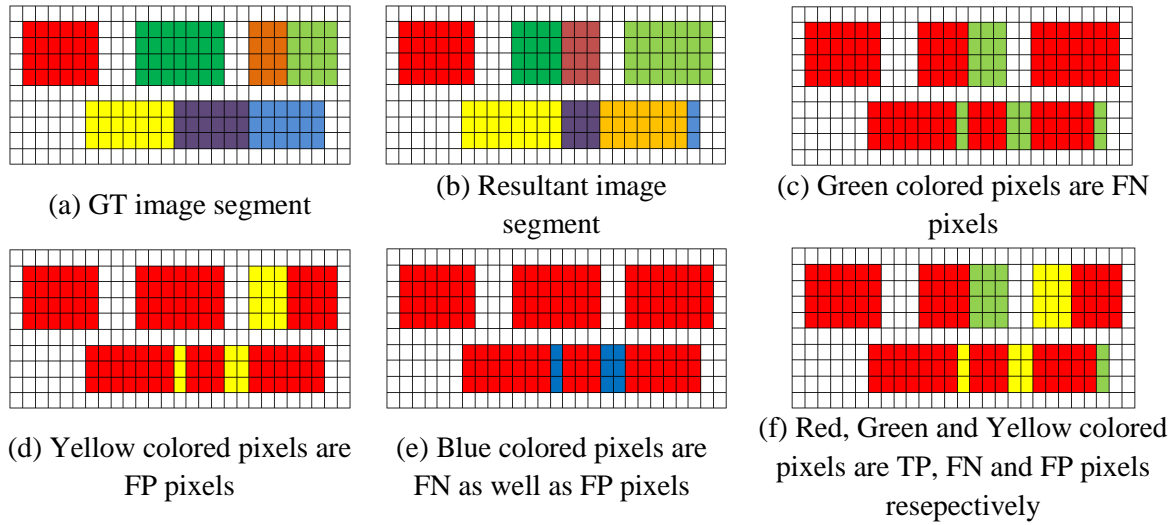 (a) GT image segment
(b) Resultant image
segment
(c) Green colored pixels are FN
pixels
(d) Yellow colored pixels are
FP pixels
(e) Blue colored pixels are
FN as well as FP pixels
(f) Red, Green and Yellow colored
pixels are TP, FN and FP pixels
resepectively